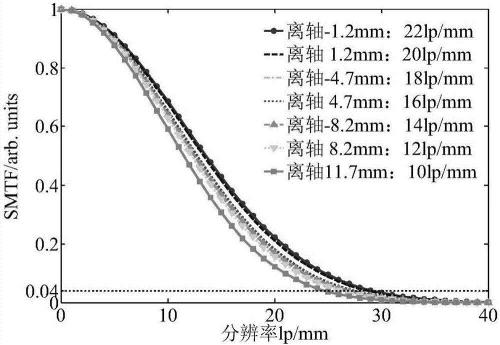 SMTF/arb. units
1
0.8
0.6
0.4
0.2
0.04
0
离轴-1.2mm：22lp/mm
离轴 1.2mm：20lp/mm
离轴-4.7mm：18lp/mm
离轴 4.7mm：16lp/mm
离轴-8.2mm：14lp/mm
离轴 8.2mm：12lp/mm
离轴11.7mm：10lp/mm
0 10 20 30 40
分辨率lp/mm